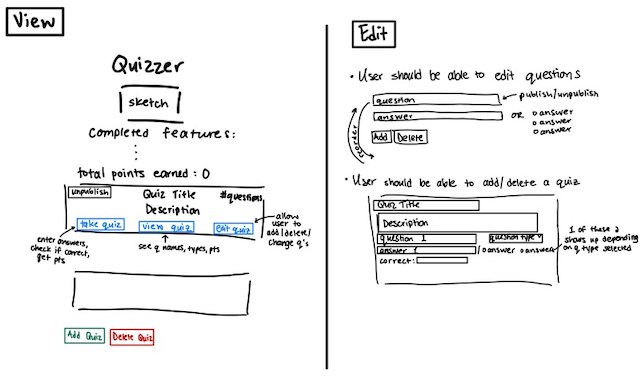 View
Quizzer
sketch
Completed features:
total points earned: 0
unpublish
Quiz Title
#questions
Description
take quiz
view quiz
edit quiz
enter answers,
check if correct,
get pts
see q names, types, pts
allow
user to
add/delete/
change q's
Add Quiz
Delete Quiz
Edit
• User should be able to edit questions
question
publish/unpublish
answer
OR o answer
o answer
o answer
Add
Delete
reorder
• User should be able to add/delete a quiz
Quiz Title
Description
question 1
question type
answer 1
/ o answer o answer
correct:
1 of these 2
shows up depending
on q type selected